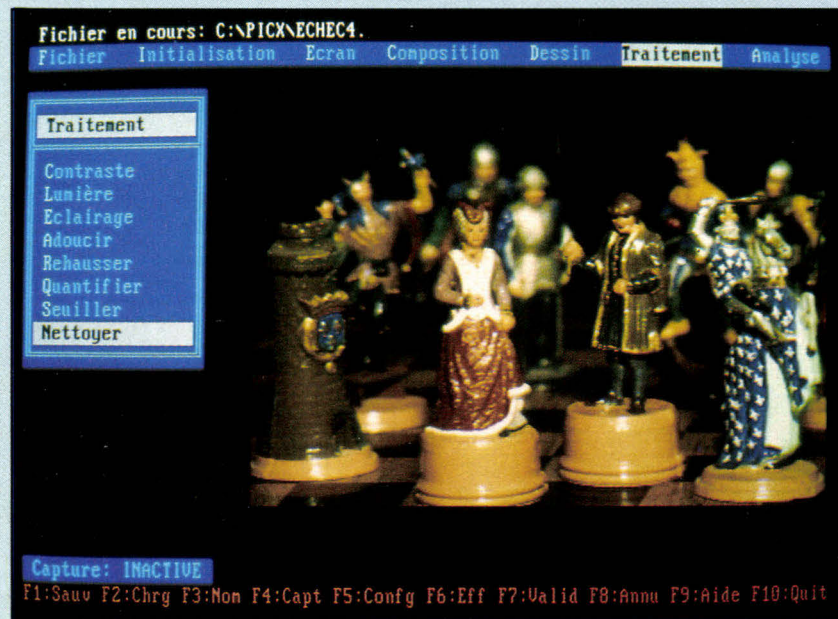 Fichier en cours: C:\PICX\ECHEC4.
Fichier Initialisation Ecran Composition Dessin Traitement Analyse
Traitement
Contraste
Lumière
Eclairage
Adoucir
Rehausser
Quantifier
Seuiller
Nettoyer
Capture: INACTIVE
F1:Sauv F2:Chrg F3:Nom F4:Capt F5:Confg F6:Eff F7:Valid F8:Annu F9:Aide F10:Quit